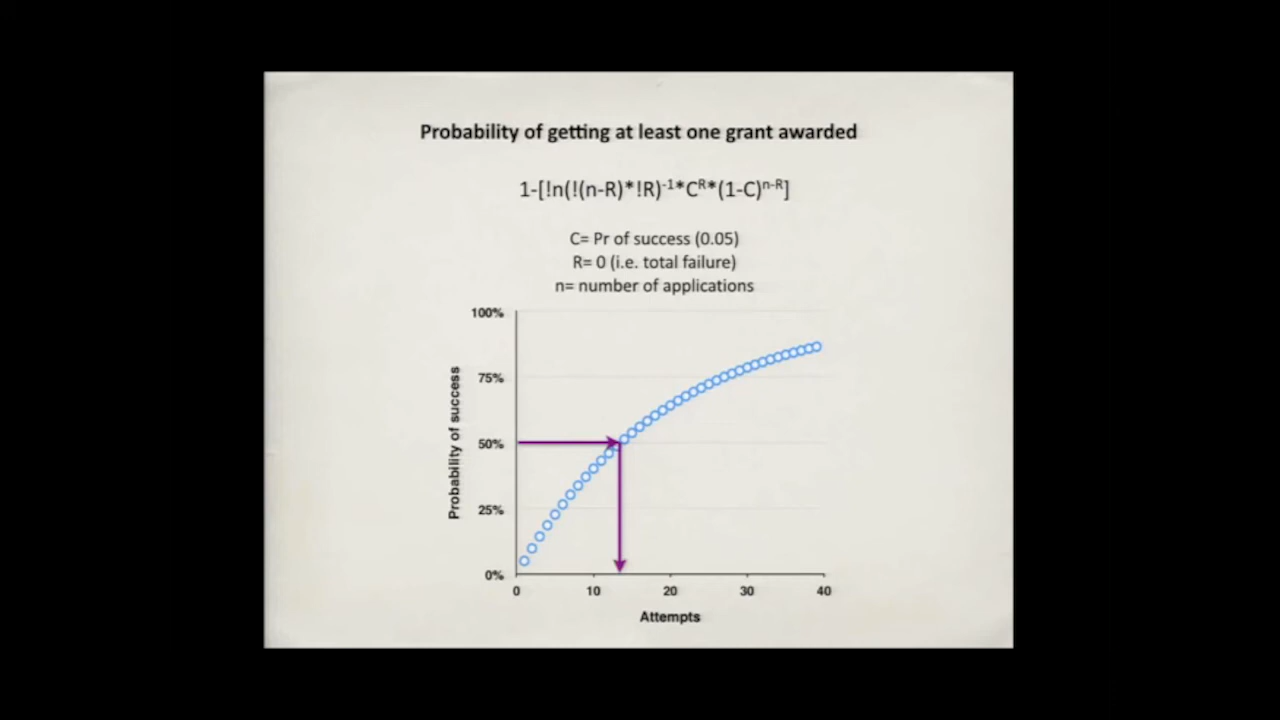 Probability of getting at least one grant awarded
1-[!n(!(n-R)*!R)-1*CR*(1-C)n-R]
C= Pr of success (0.05)
R= 0 (i.e. total failure)
n= number of applications
100%
75%
50%
25%
0%
Probability of success
0 10 20 30 40
Attempts